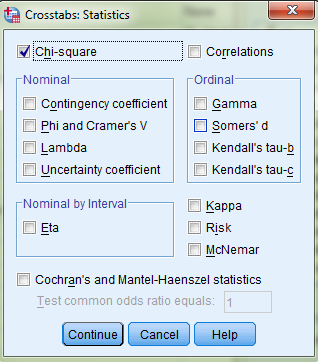 Crosstabs: Statistics
Chi-square
Correlations
Nominal
Contingency coefficient
Phi and Cramer's V
Lambda
Uncertainty coefficient
Ordinal
Gamma
Somers' d
Kendall's tau-b
Kendall's tau-c
Nominal by Interval
Eta
Kappa
Risk
McNemar
Cochran's and Mantel-Haenszel statistics
Test common odds ratio equals: 1
Continue Cancel Help